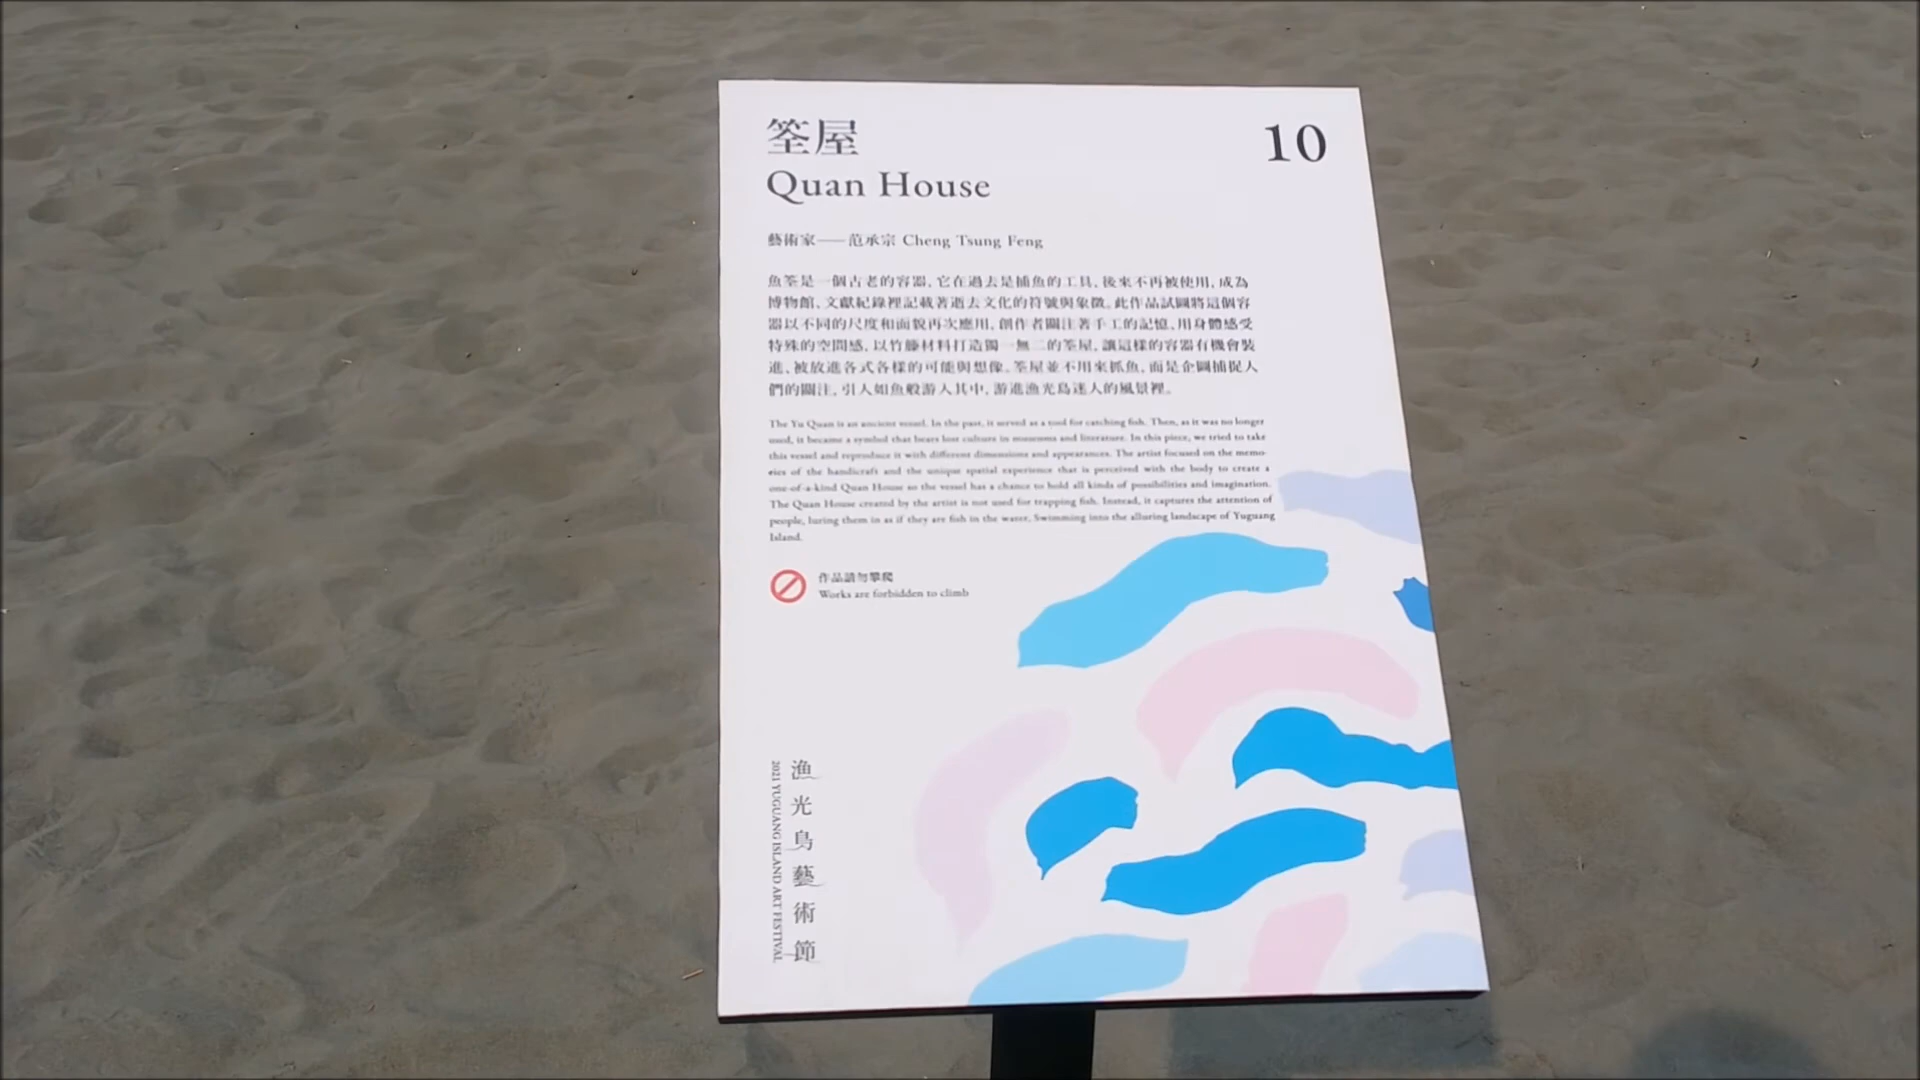 筌屋
10
Quan House
藝術家——范承宗 Cheng Tsung Feng
魚筌是一個古老的容器，它在過去是捕魚的工具，後來不再被使用，成為
博物館、文獻紀錄裡記載著逝去文化的符號與象徵。此作品試圖將這個容
器以不同的尺度和面貌再次應用，創作者關注著手工的記憶、用身體感受
特殊的空間感，以竹藤材料打造獨一無二的筌屋，讓這樣的容器有機會裝
進、被放進各式各樣的可能與想像。筌屋並不用來抓魚，而是企圖捕捉人
們的關注，引人如魚般游入其中，游進漁光島迷人的風景裡。
The Yu Quan is an ancient vessel. In the past, it served as a tool for catching fish. Then, as it was no longer
used, it became a symbol that bears lost culture in museums and literature. In this piece, we tried to take
this vessel and reproduce it with different dimensions and appearances. The artist focused on the memo-
ries of the handicraft and the unique spatial experience that is perceived with the body to create a
one-of-a-kind Quan House so the vessel has a chance to hold all kinds of possibilities and imagination.
The Quan House created by the artist is not used for trapping fish. Instead, it captures the attention of
people, luring them in as if they are fish in the water, Swimming into the alluring landscape of Yuguang
Island.
作品請勿攀爬
Works are forbidden to climb
漁光島藝術節
2021 YUGUANG ISLAND ART FESTIVAL